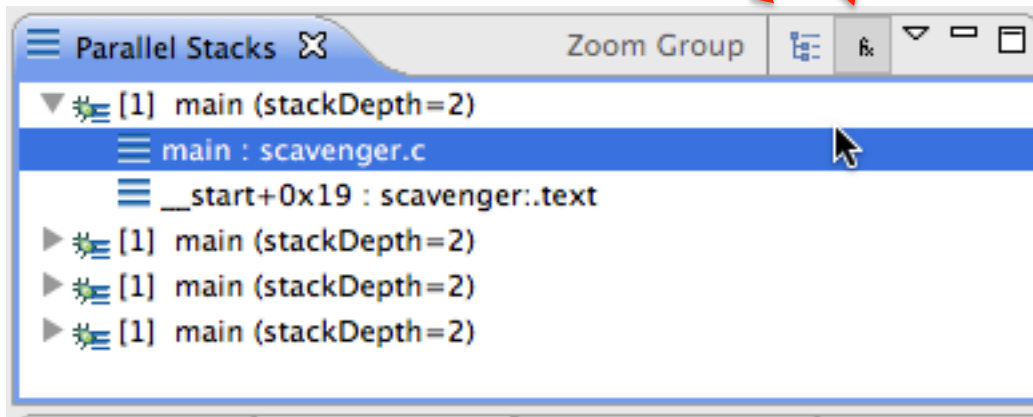 Parallel Stacks Zoom Group fx
[1] main (stackDepth=2)
main : scavenger.c
__start+0x19 : scavenger:.text
[1] main (stackDepth=2)
[1] main (stackDepth=2)
[1] main (stackDepth=2)